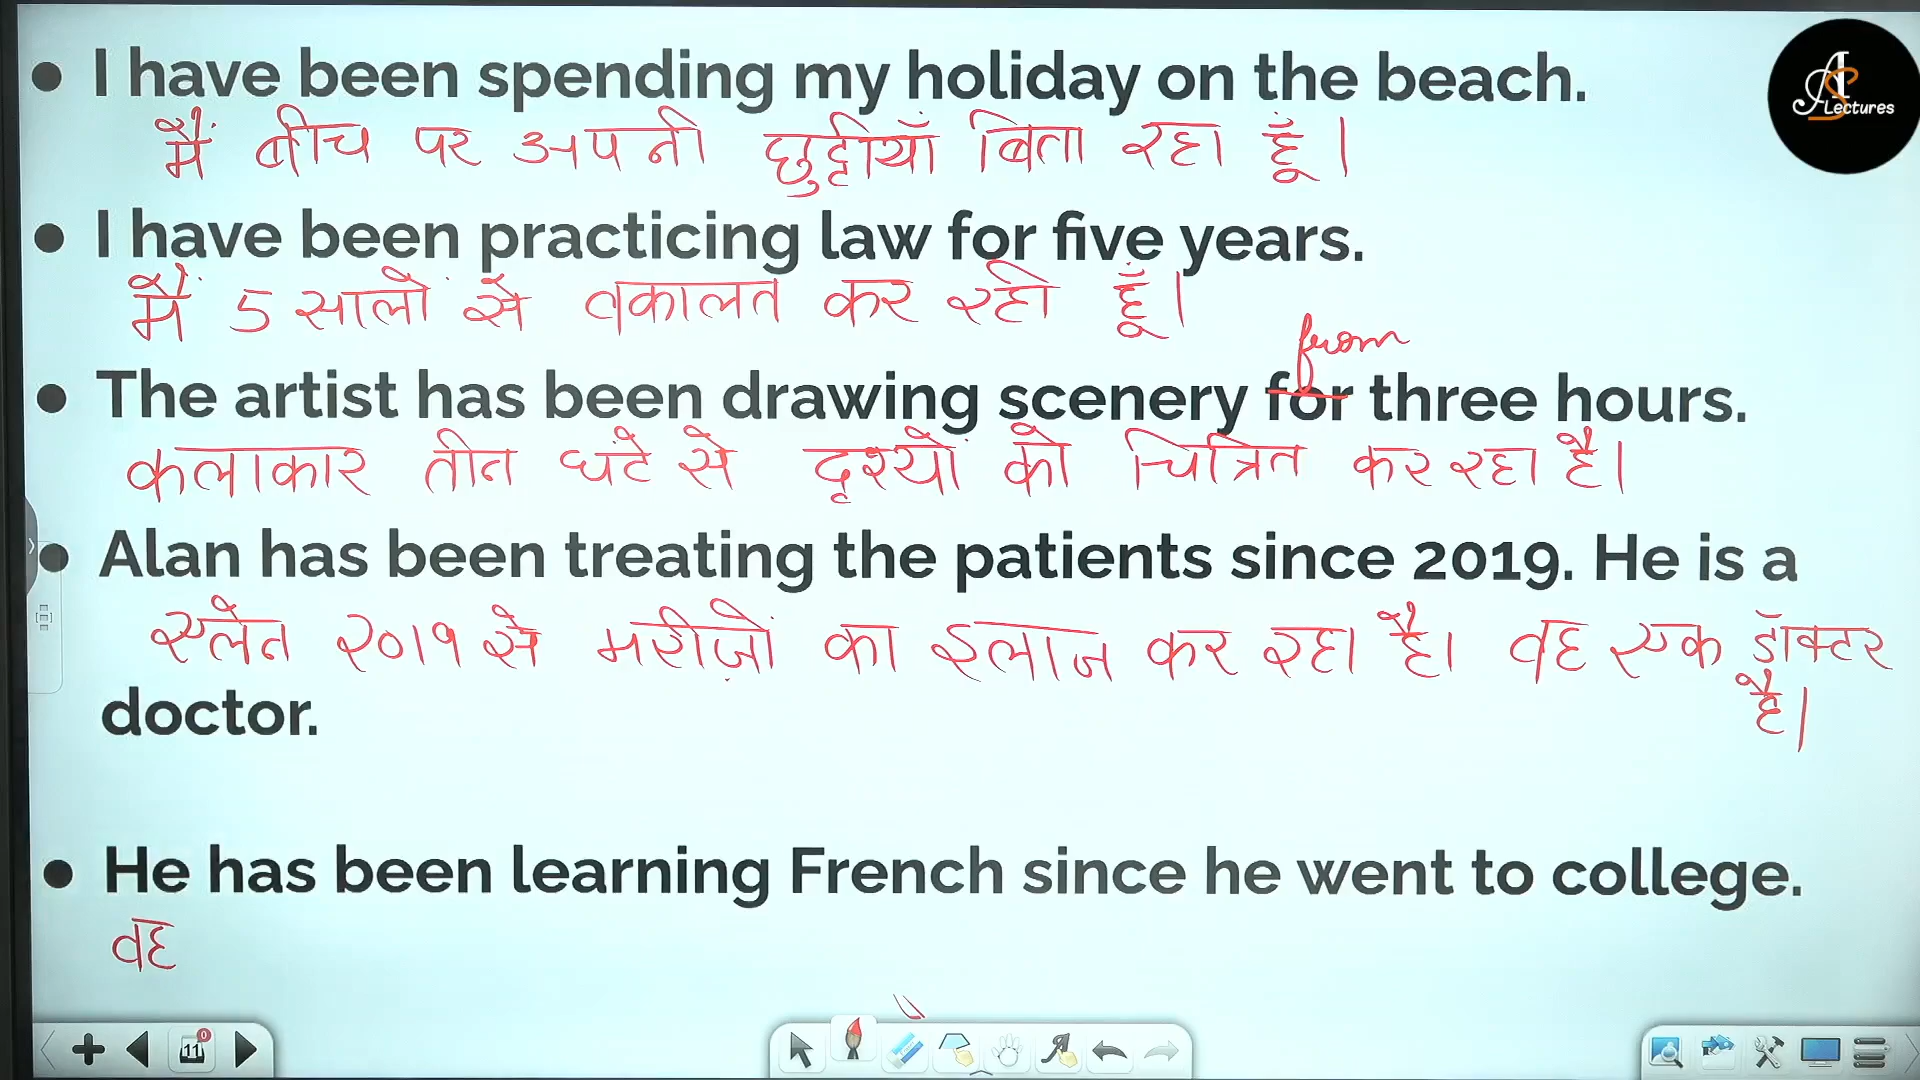 I have been spending my holiday on the beach.
AS Lectures
मैं बीच पर अपनी छुट्टीयाँ बिता रहा हूँ।
I have been practicing law for five years.
मैं 5 सालों से वकालत कर रही हूँ।
from
The artist has been drawing scenery for three hours.
कलाकार तीन घंटे से दृश्यों को चित्रित कर रहा है।
Alan has been treating the patients since 2019. He is a
एलेन २०१९ से मरीज़ों का इलाज कर रहा है। वह एक डॉक्टर
है।
doctor.
He has been learning French since he went to college.
वह
11
0